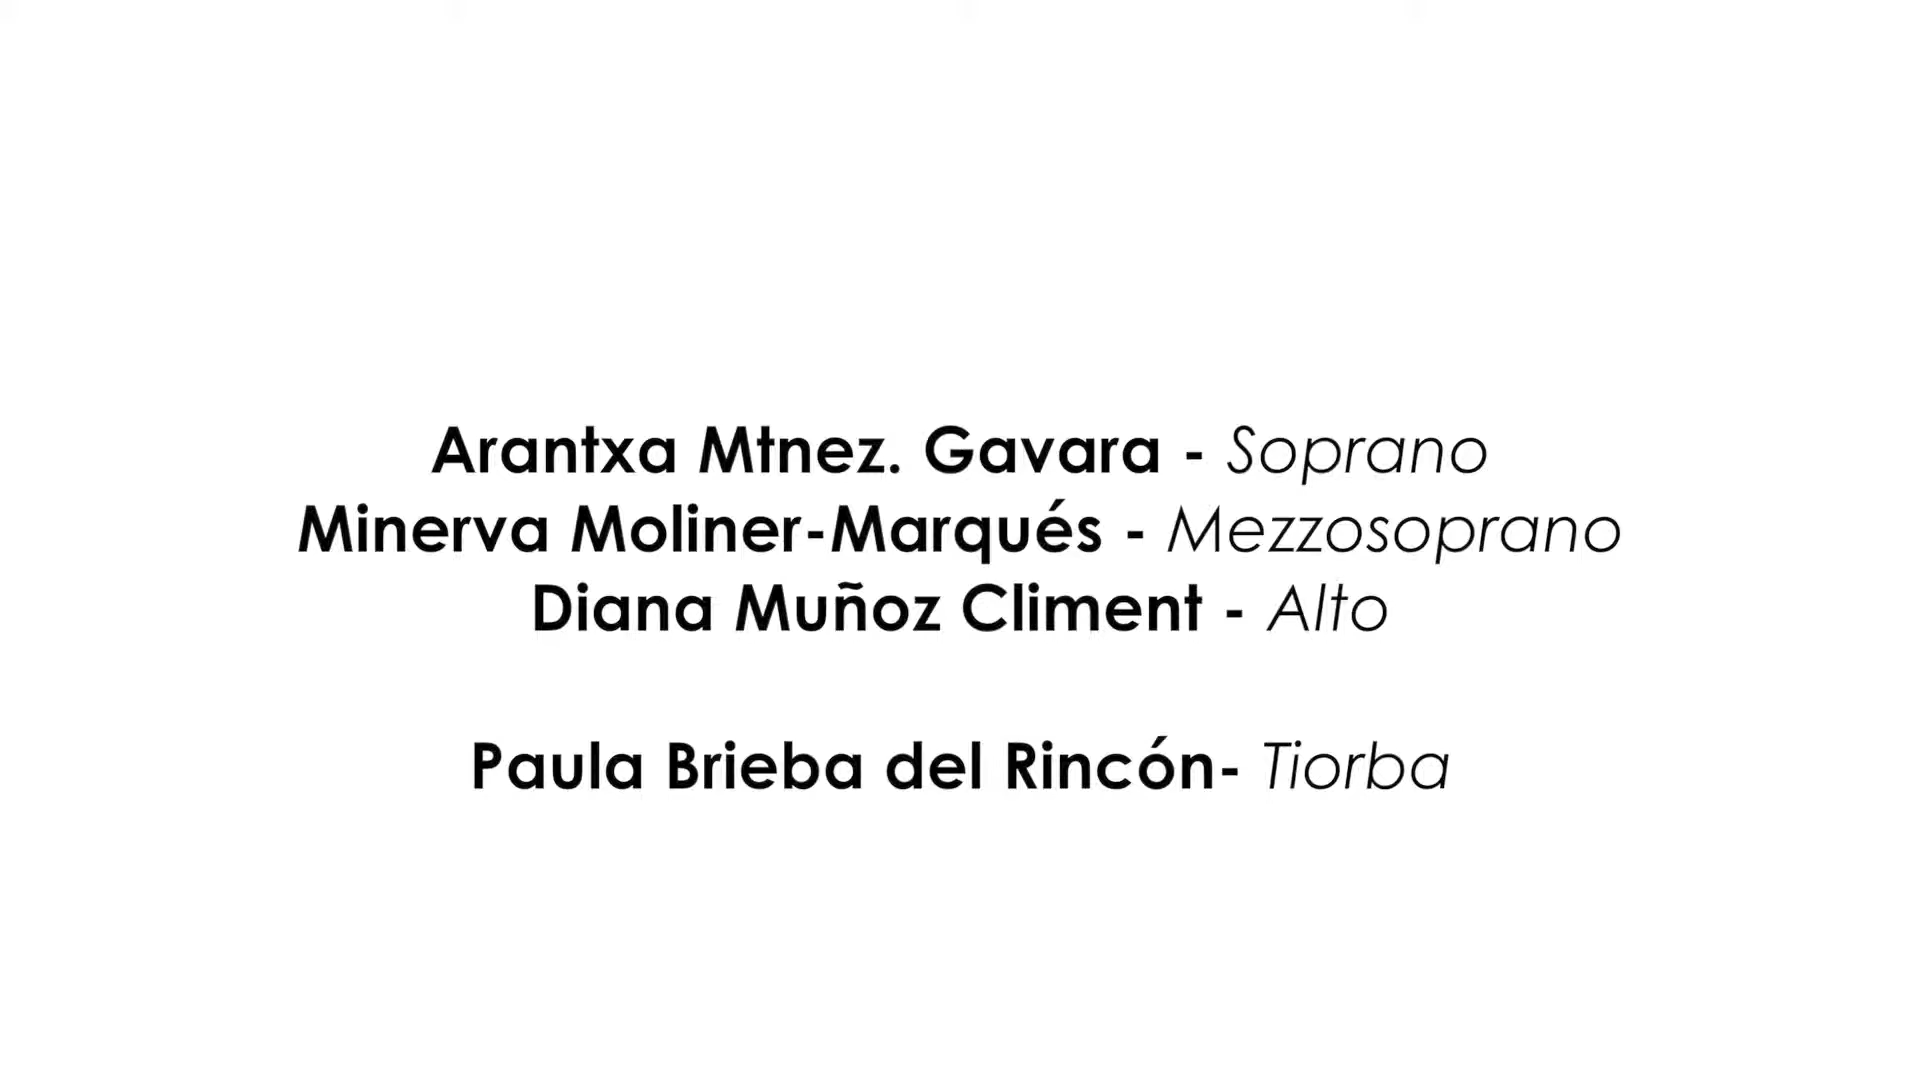 Arantxa Mtnez. Gavara - Soprano
Minerva Moliner-Marqués - Mezzosoprano
Diana Muñoz Climent - Alto
Paula Brieba del Rincón- Tiorba